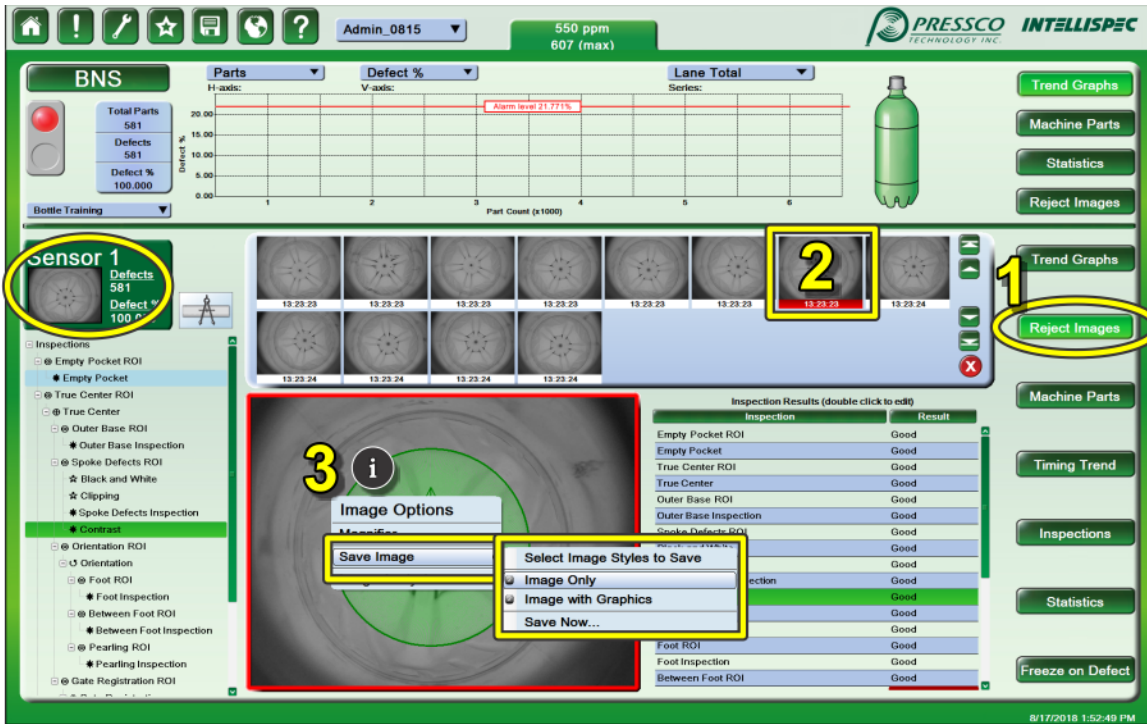 Admin_0815
550 ppm
607 (max)
PRESSCO
TECHNOLOGY INC.
INTELLISPEC
BNS
Total Parts
581
Defects
581
Defect %
100.000
Bottle Training
Parts
Defect %
Lane Total
H-axis:
V-axis:
Series:
Alarm level 21.771%
20.00
15.00
10.00
5.00
0.00
Defect %
1
2
3
4
5
6
Part Count (x1000)
Trend Graphs
Machine Parts
Statistics
Reject Images
Sensor 1
Defects
581
Defect %
13:23:23
13:23:23
13:23:23
13:23:23
13:23:23
13:23:23
13:23:23
13:23:24
13:23:24
13:23:24
13:23:24
13:23:24
2
1
Trend Graphs
Reject Images
Machine Parts
Timing Trend
Inspections
Statistics
Freeze on Defect
Inspections
Empty Pocket ROI
Empty Pocket
True Center ROI
True Center
Outer Base ROI
Outer Base Inspection
Spoke Defects ROI
Black and White
Clipping
Spoke Defects Inspection
Contrast
Orientation ROI
Orientation
Foot ROI
Foot Inspection
Between Foot ROI
Between Foot Inspection
Pearling ROI
Pearling Inspection
Gate Registration ROI
3
i
Image Options
Save Image
Select Image Styles to Save
Image Only
Image with Graphics
Save Now...
Inspection Results (double click to edit)
Inspection Result
Empty Pocket ROI Good
Empty Pocket Good
True Center ROI Good
True Center Good
Outer Base ROI Good
Outer Base Inspection Good
Spoke Defects ROI Good
Good
Good
Good
Good
Good
Foot ROI Good
Foot Inspection Good
Between Foot ROI Good
8/17/2018 1:52:49 PM